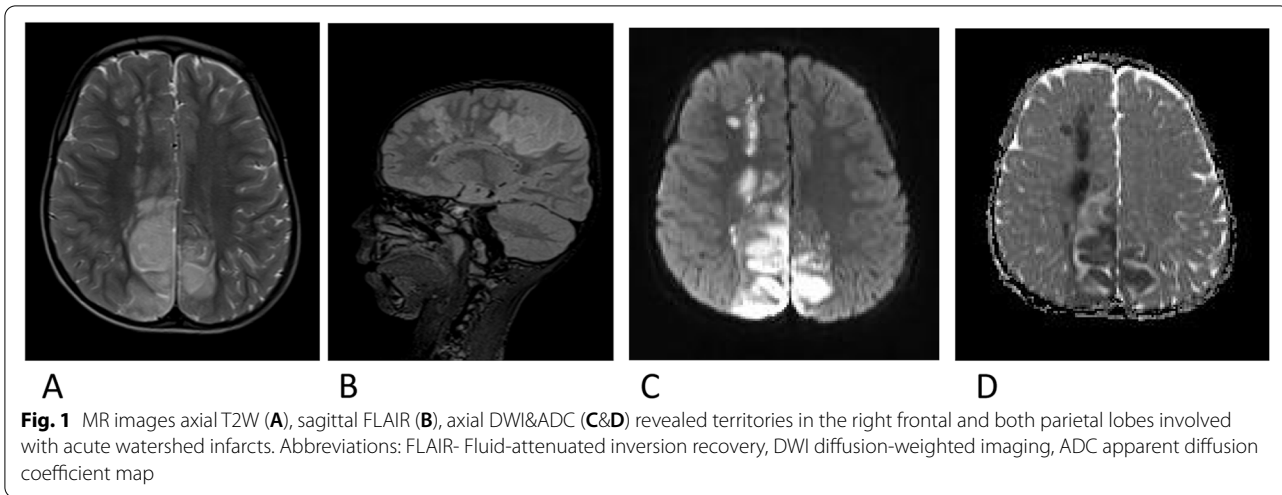 A
B
C
D
Fig. 1 MR images axial T2W (A), sagittal FLAIR (B), axial DWI&ADC (C&D) revealed territories in the right frontal and both parietal lobes involved
with acute watershed infarcts. Abbreviations: FLAIR- Fluid-attenuated inversion recovery, DWI diffusion-weighted imaging, ADC apparent diffusion
coefficient map